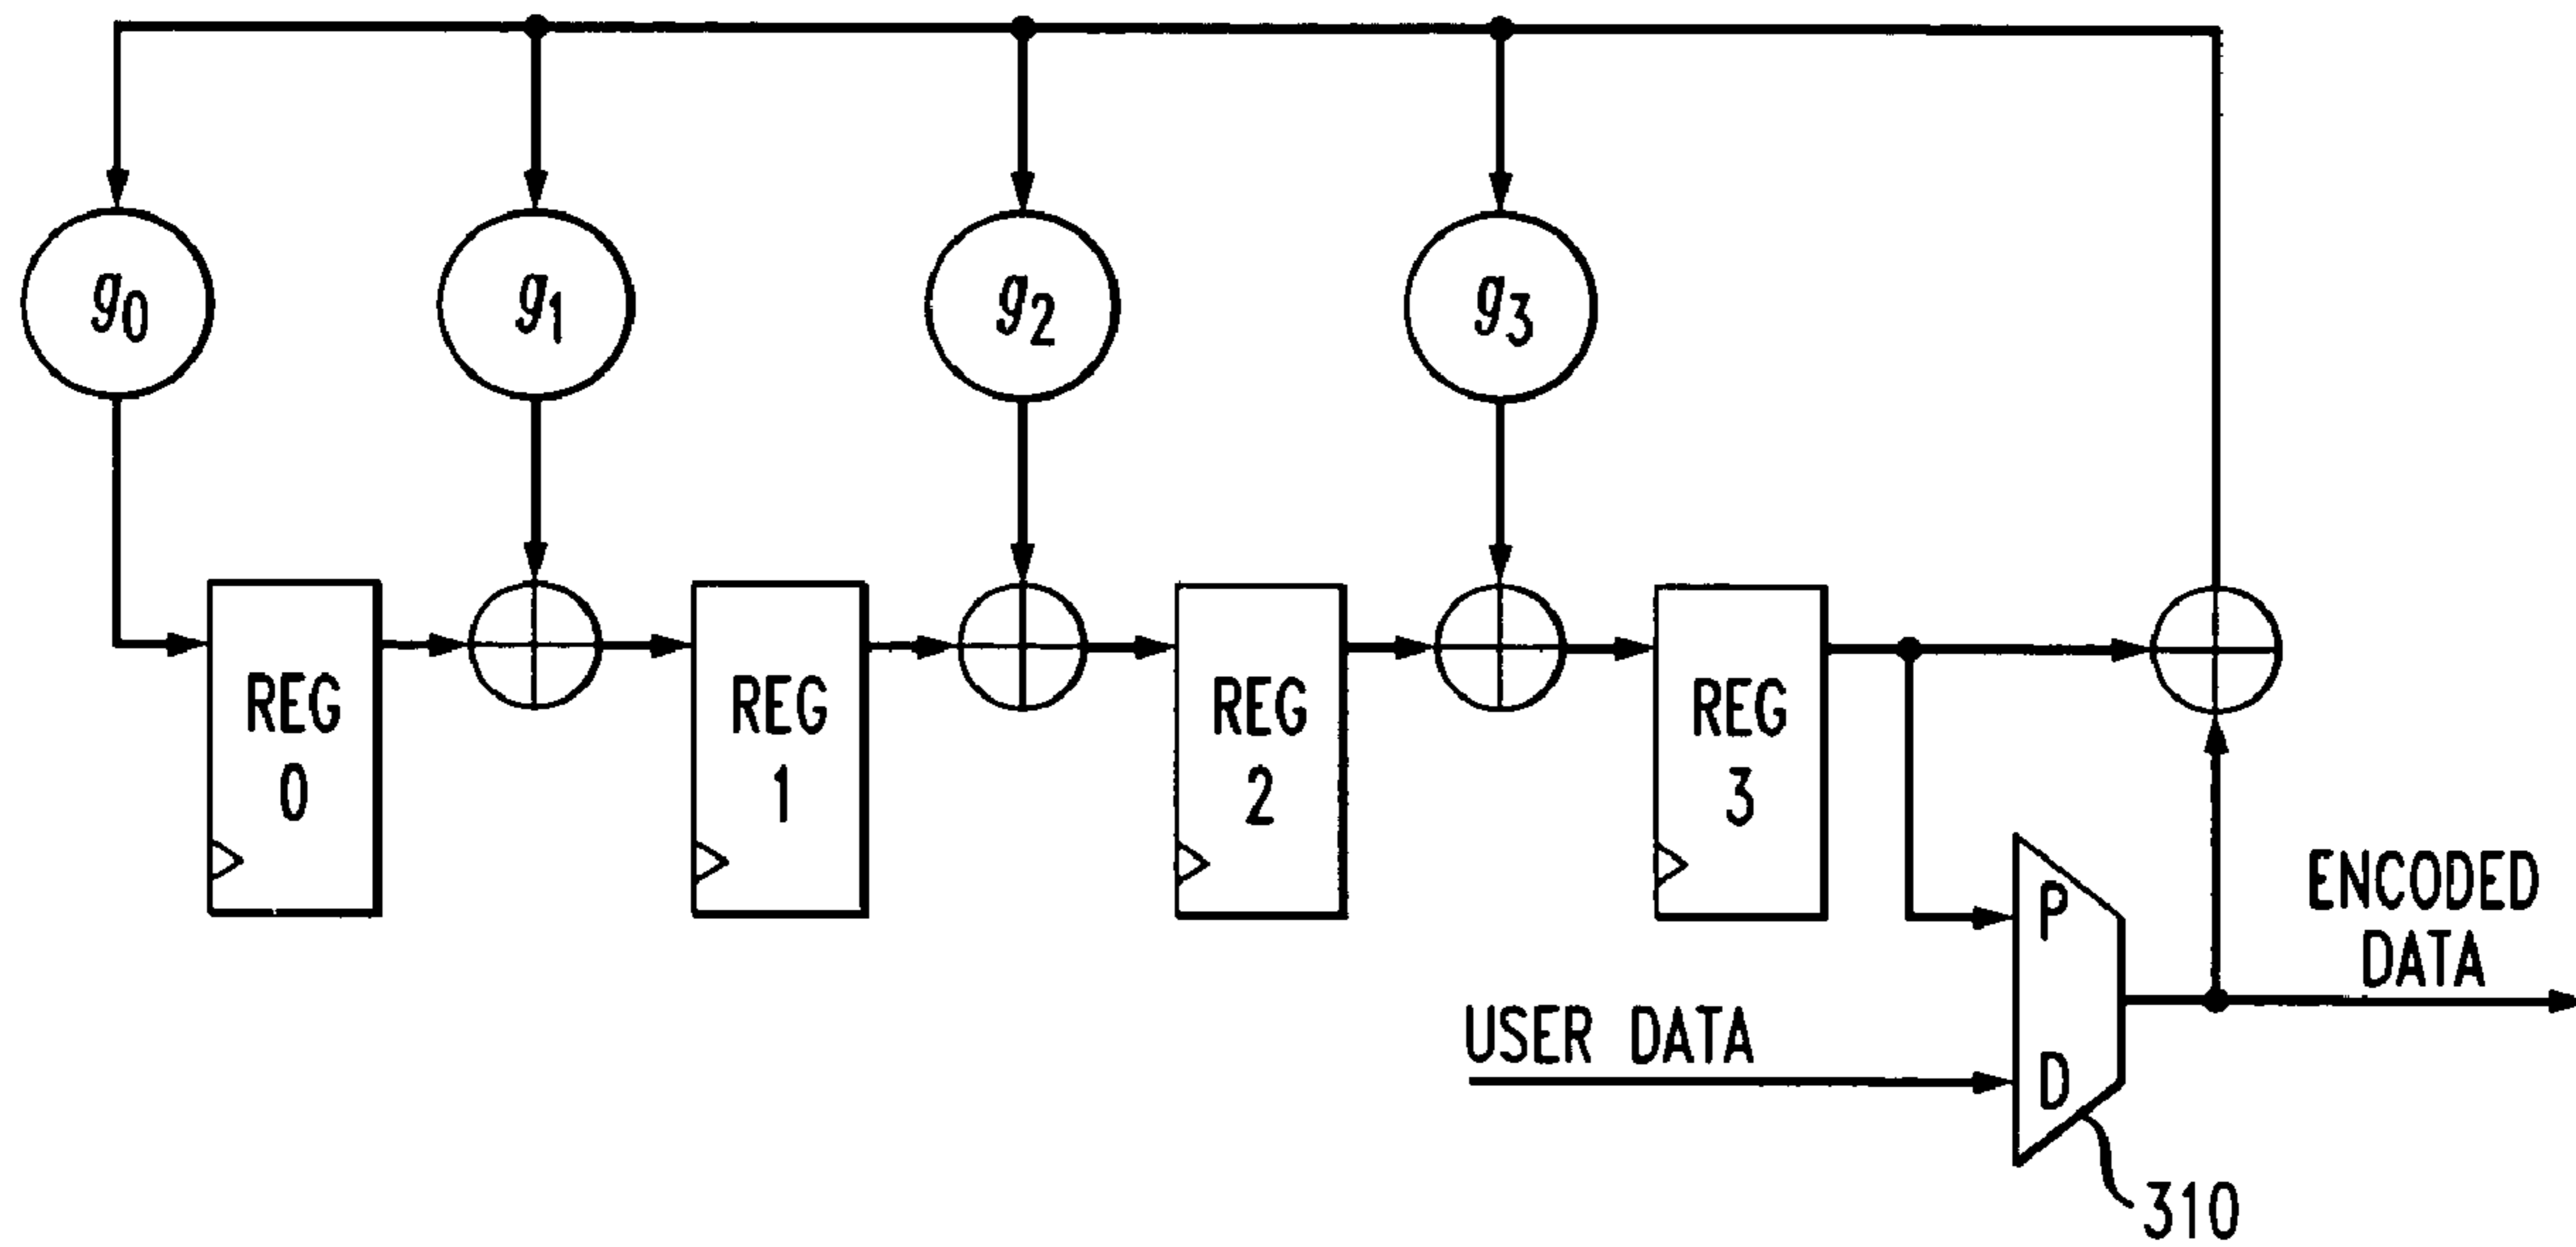 g0
g1
g2
g3
REG
0
REG
1
REG
2
REG
3
P
D
USER DATA
ENCODED
DATA
310